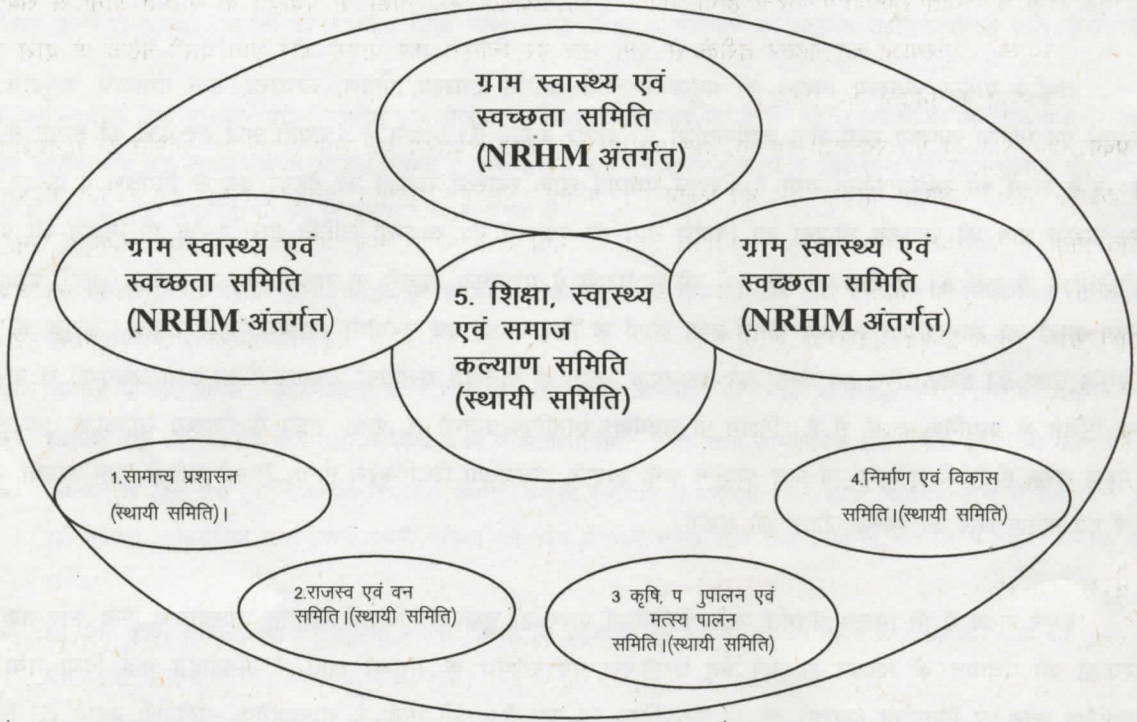 ग्राम स्वास्थ्य एवं
स्वच्छता समिति
(NRHM अंतर्गत)
ग्राम स्वास्थ्य एवं
स्वच्छता समिति
(NRHM अंतर्गत)
5. शिक्षा, स्वास्थ्य
एवं समाज
कल्याण समिति
(स्थायी समिति)
ग्राम स्वास्थ्य एवं
स्वच्छता समिति
(NRHM अंतर्गत)
1.सामान्य प्रशासन
(स्थायी समिति)।
2.राजस्व एवं वन
समिति।(स्थायी समिति)
3 कृषि, प ुपालन एवं
मत्स्य पालन
समिति।(स्थायी समिति)
4.निर्माण एवं विकास
समिति।(स्थायी समिति)